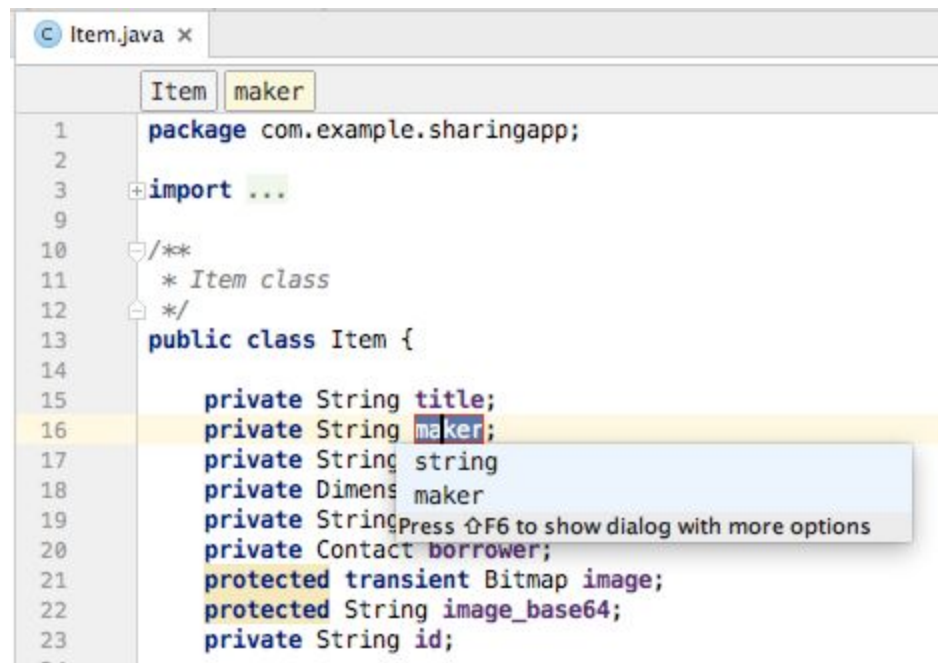 Item.java ×
Item maker
1 package com.example.sharingapp;
2
3 import ...
9
10 /**
11 * Item class
12 */
13 public class Item {
14
15 private String title;
16 private String maker;
17 private String
string
18 private Dimens
maker
19 private String
Press ⇧F6 to show dialog with more options
20 private Contact borrower;
21 protected transient Bitmap image;
22 protected String image_base64;
23 private String id;